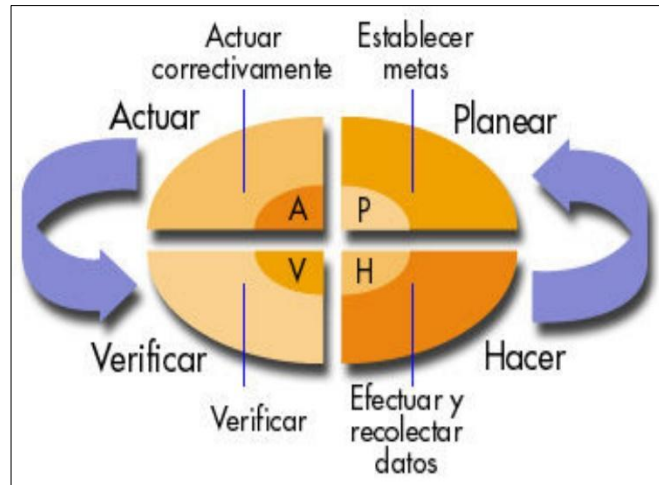 Actuar
correctivamente
Establecer
metas
Actuar
Planear
A
P
V
H
Verificar
Hacer
Verificar
Efectuar y
recolectar
datos